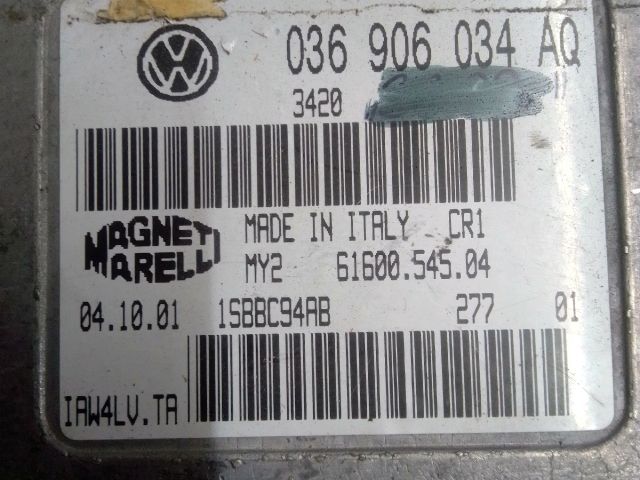 036 906 034 AQ
3420
MAGNETI MARELLI
MADE IN ITALY CR1
MY2 61600.545.04
04.10.01 1SBBC94AB 277 01
IAW4LV.TA